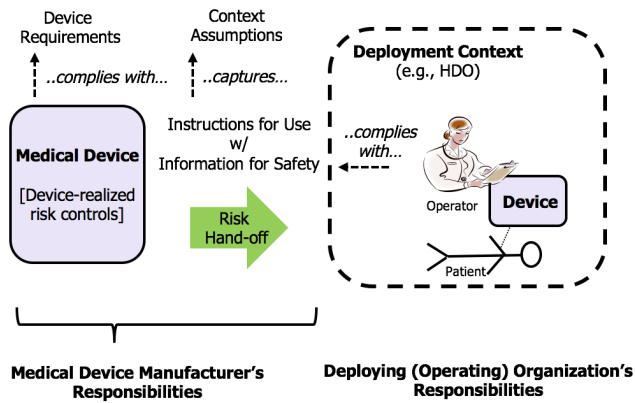 Device
Requirements
..complies with…
Context
Assumptions
..captures…
Medical Device
[Device-realized
risk controls]
Instructions for Use
w/
Information for Safety
Risk
Hand-off
Deployment Context
(e.g., HDO)
..complies
with…
Operator
Device
Patient
Medical Device Manufacturer’s
Responsibilities
Deploying (Operating) Organization’s
Responsibilities